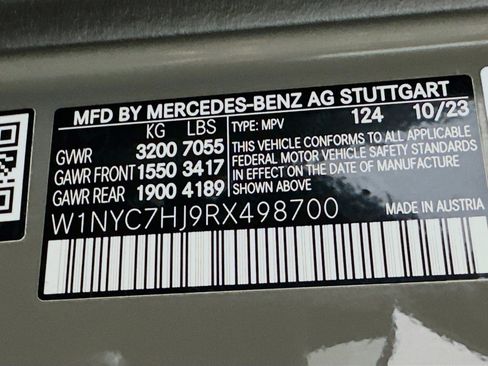 MFD BY MERCEDES-BENZ AG STUTTGART
KG LBS TYPE: MPV 124 10/23
GWR 3200 7055 THIS VEHICLE CONFORMS TO ALL APPLICABLE
GAWR FRONT 1550 3417 FEDERAL MOTOR VEHICLE SAFETY STANDARDS
GAWR REAR 1900 4189 IN EFFECT ON THE DATE OF MANUFACTURE
SHOWN ABOVE
W1NYC7HJ9RX498700 MADE IN AUSTRIA